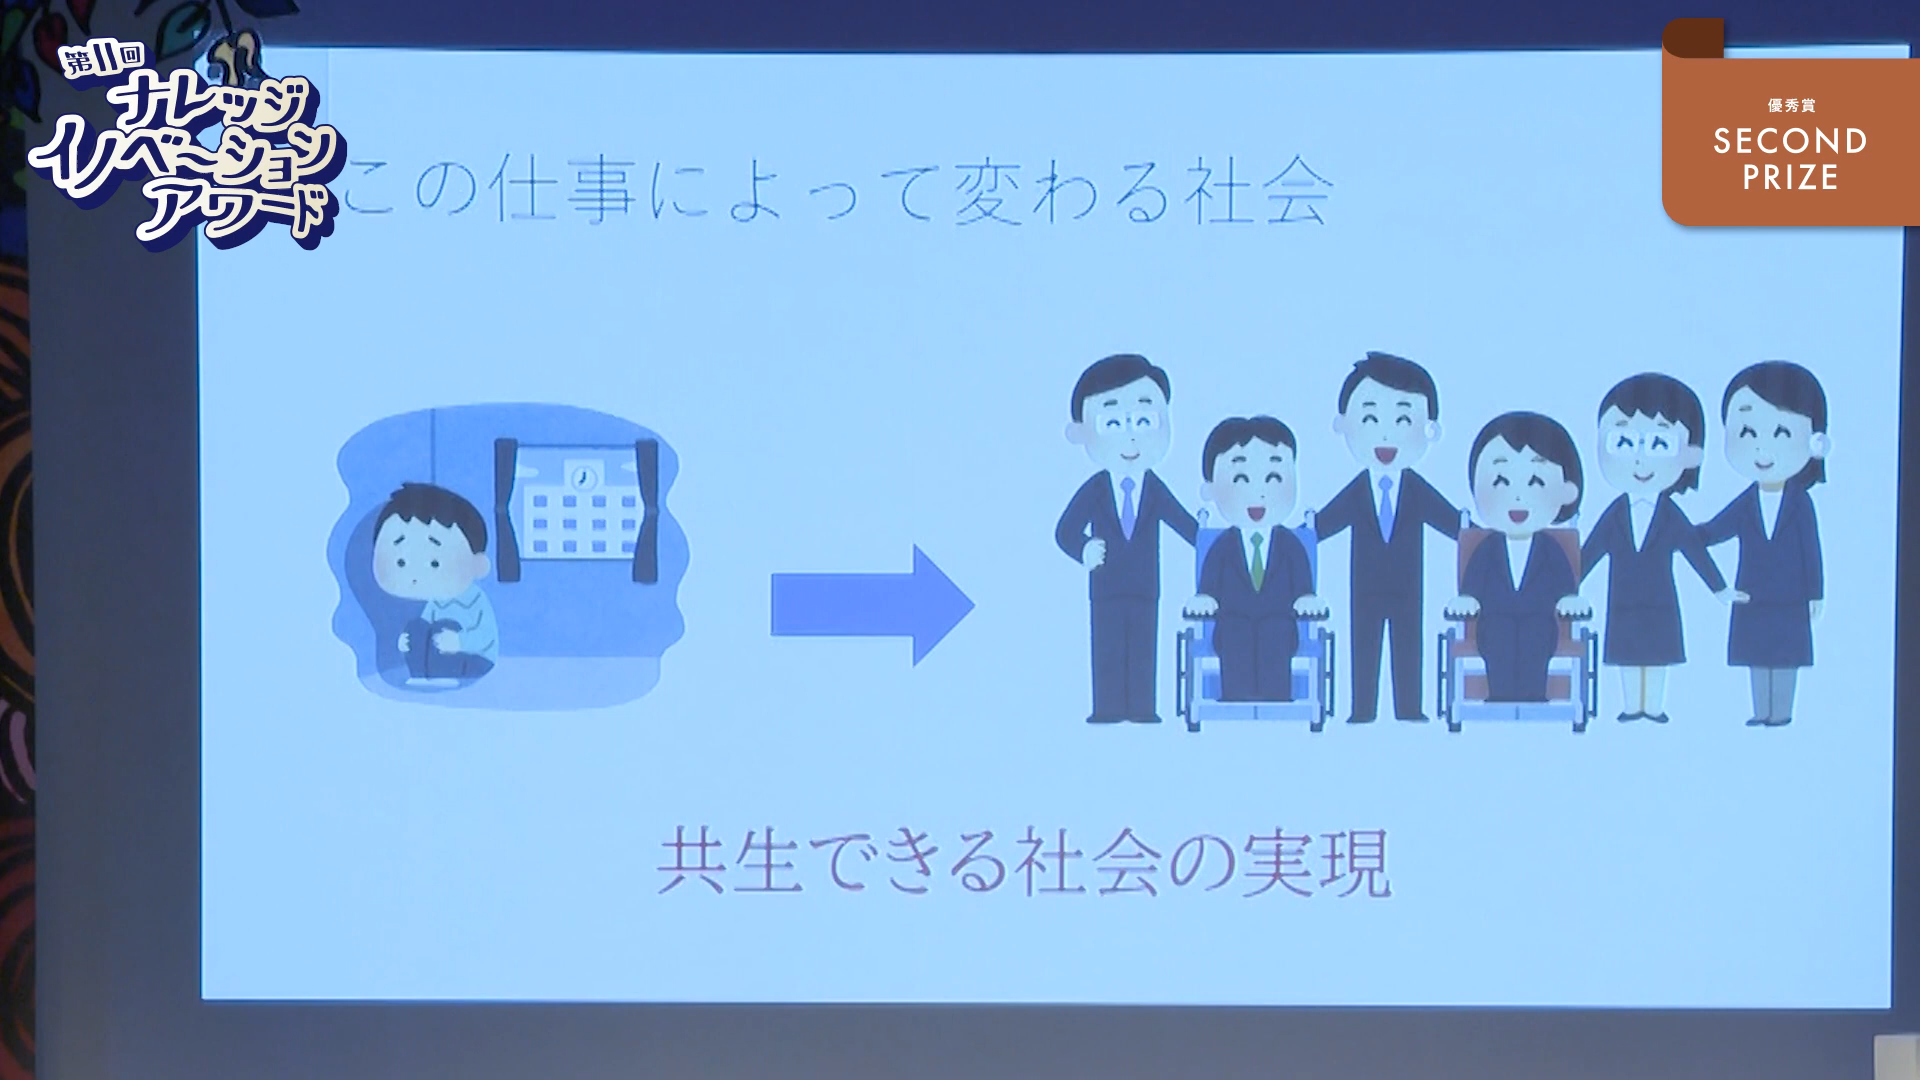 第11回
ナレッジ
イノベーション
アワード
優秀賞
SECOND
PRIZE
この仕事によって変わる社会
共生できる社会の実現